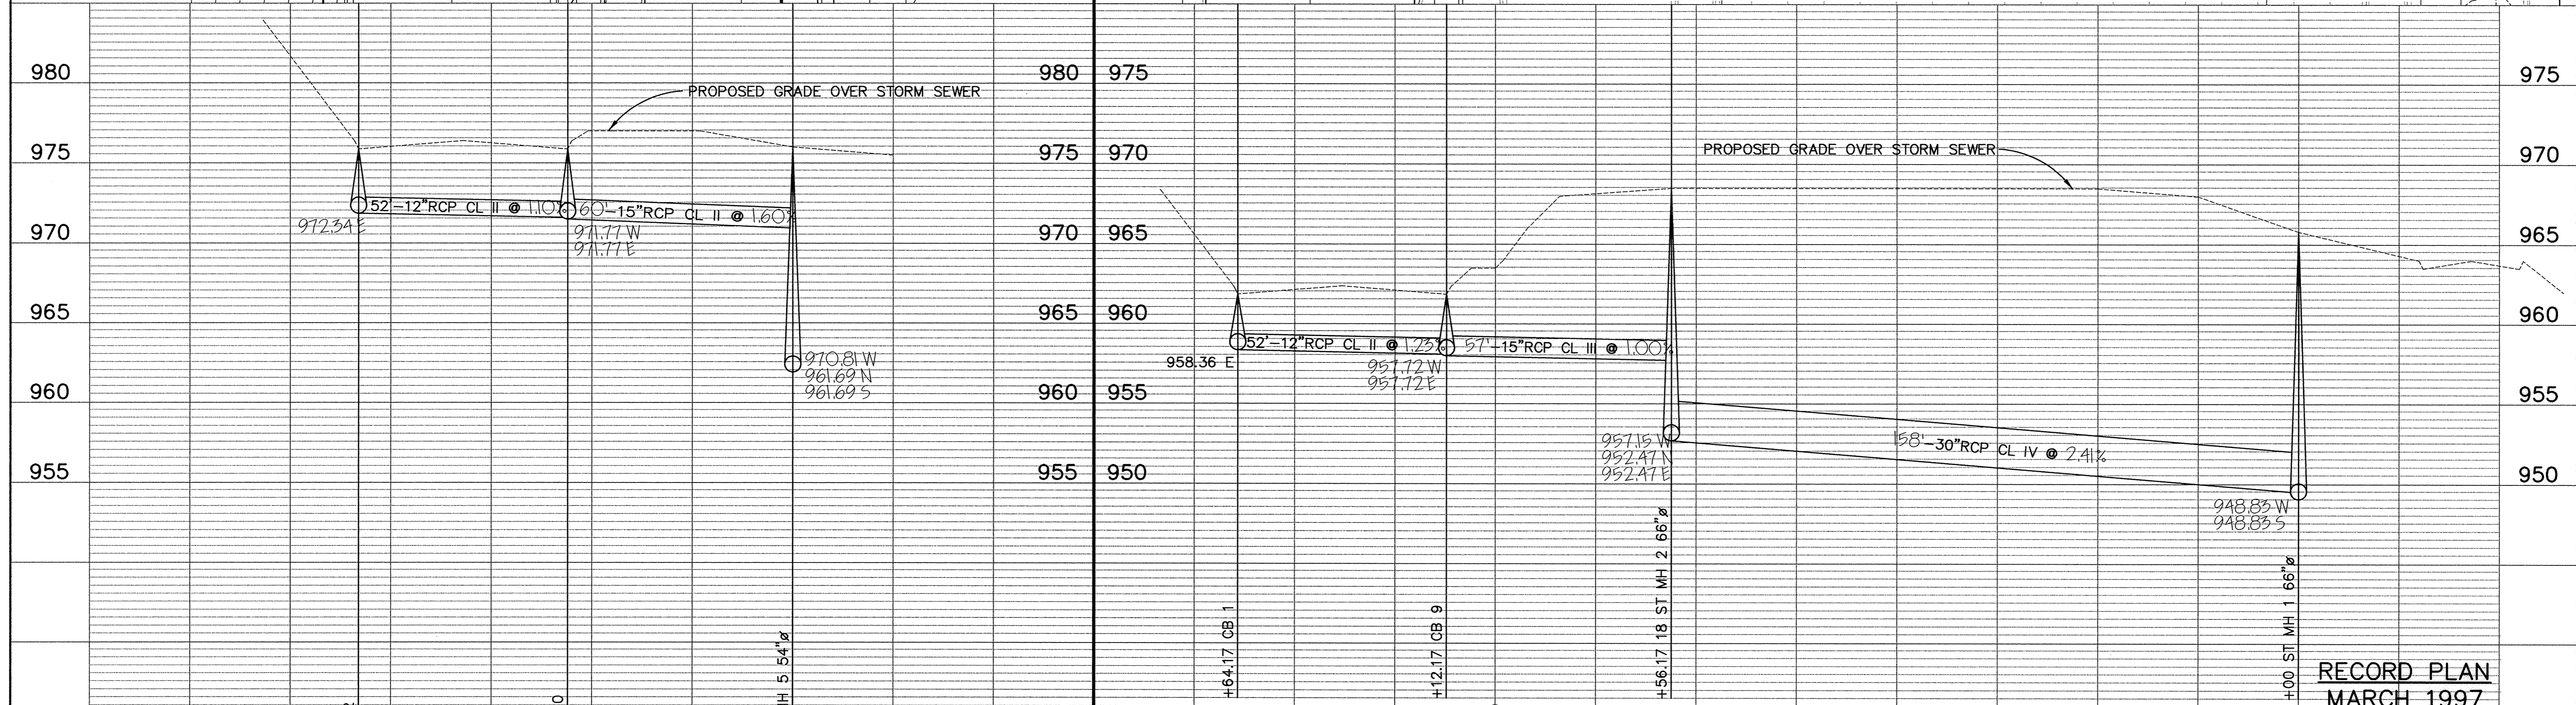 980
975
970
965
960
955
PROPOSED GRADE OVER STORM SEWER
52'-12"RCP CL II @ 1.10%
60'-15"RCP CL II @ 1.60%
972.34 E
971.77 W
971.77 E
970.81 W
961.69 N
961.69 S
0
5 54"ø
980
975
970
965
960
955
975
970
965
960
955
950
PROPOSED GRADE OVER STORM SEWER
52'-12"RCP CL II @ 1.23%
57'-15"RCP CL III @ 1.00%
958.36 E
957.72 W
957.72 E
957.15 W
952.47 N
952.47 E
158'-30"RCP CL IV @ 2.41%
948.83 W
948.83 S
+64.17 CB 1
+12.17 CB 9
+56.17 18 ST MH 2 66"ø
+00 ST MH 1 66"ø
975
970
965
960
955
950
RECORD PLAN
MARCH 1997